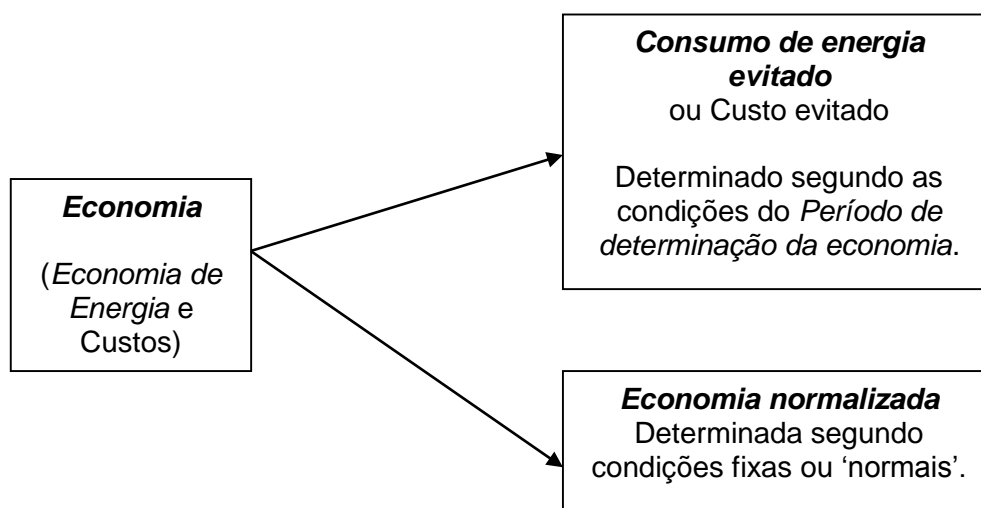 Economia
(Economia de
Energia e
Custos)
Consumo de energia
evitado
ou Custo evitado
Determinado segundo as
condições do Período de
determinação da economia.
Economia normalizada
Determinada segundo
condições fixas ou ‘normais’.